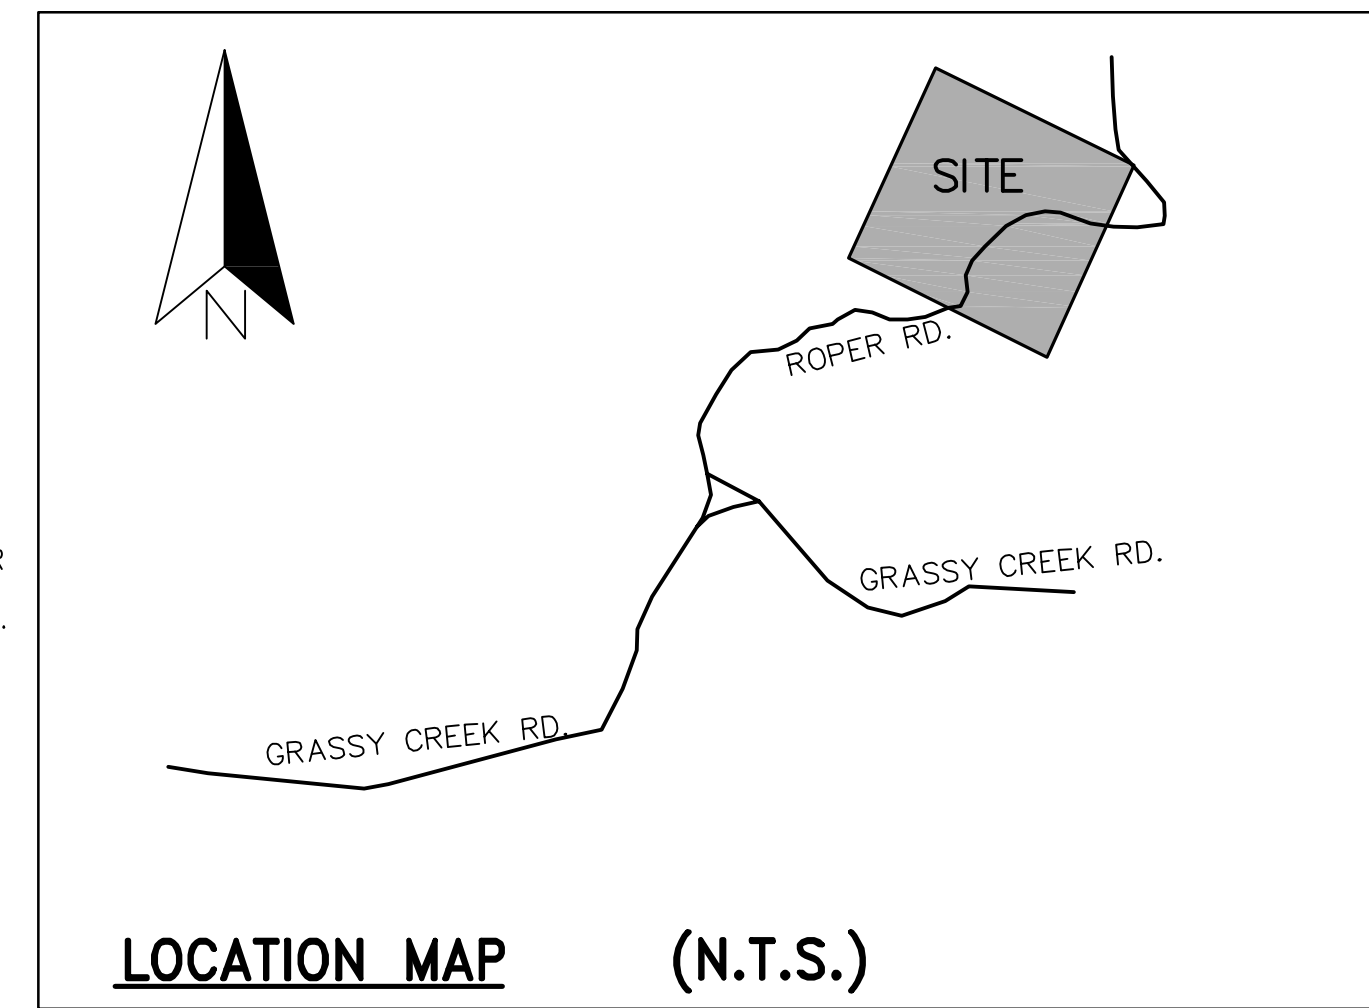 N
SITE
ROPER RD.
GRASSY CREEK RD.
R
.
GRASSY CREEK RD.
LOCATION MAP (N.T.S.)